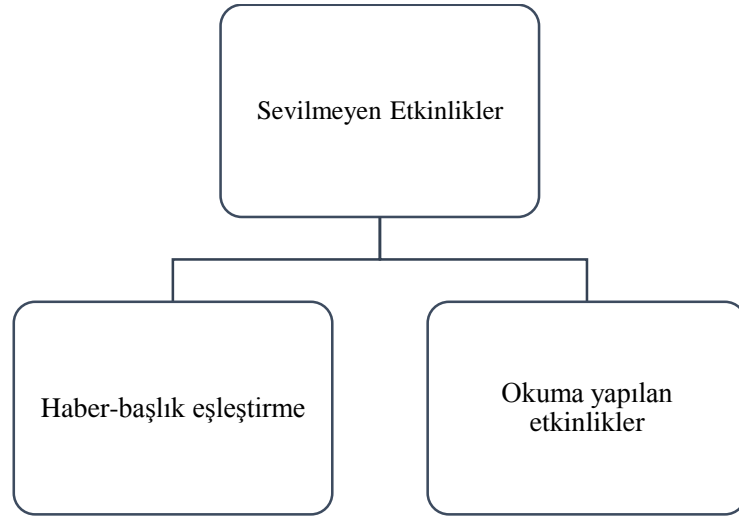 Sevilmeyen Etkinlikler
Haber-başlık eşleştirme
Okuma yapılan
etkinlikler